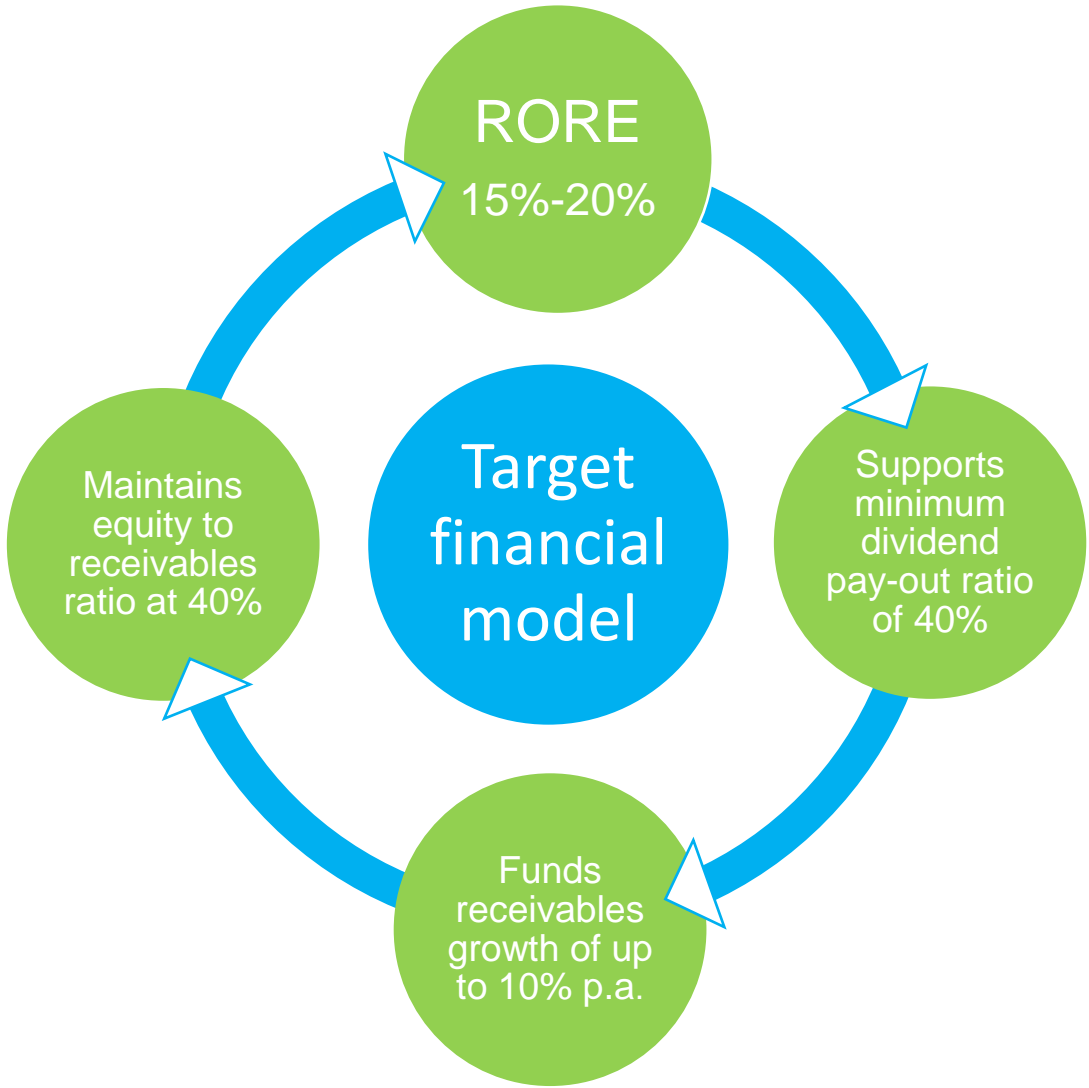 RORE
15%-20%
Supports
minimum
dividend
pay-out ratio
of 40%
Funds
receivables
growth of up
to 10% p.a.
Maintains
equity to
receivables
ratio at 40%
Target
financial
model